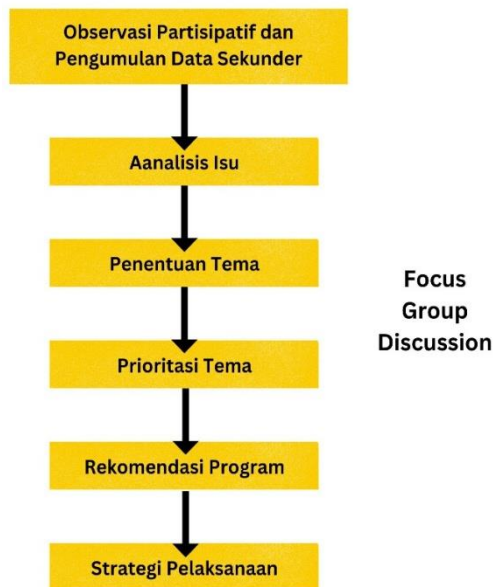 Observasi Partisipatif dan
Pengumulan Data Sekunder
Aanalisis Isu
Penentuan Tema
Prioritasi Tema
Rekomendasi Program
Strategi Pelaksanaan
Focus
Group
Discussion